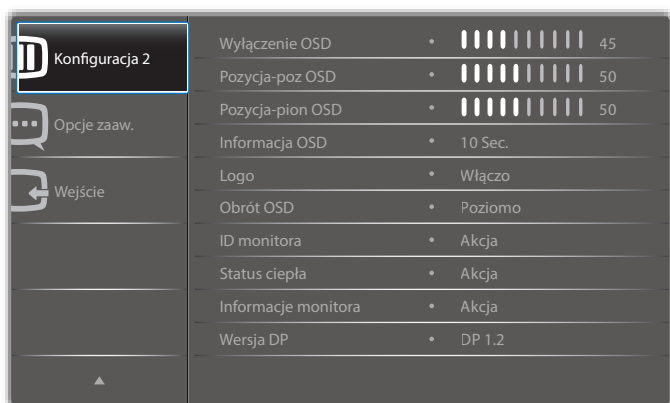 Konfiguracja 2
Opcje zaaw.
Wejście
Wyłączenie OSD • 45
Pozycja-poz OSD • 50
Pozycja-pion OSD • 50
Informacja OSD • 10 Sec.
Logo • Włączo
Obrót OSD • Poziomo
ID monitora • Akcja
Status ciepła • Akcja
Informacje monitora • Akcja
Wersja DP • DP 1.2